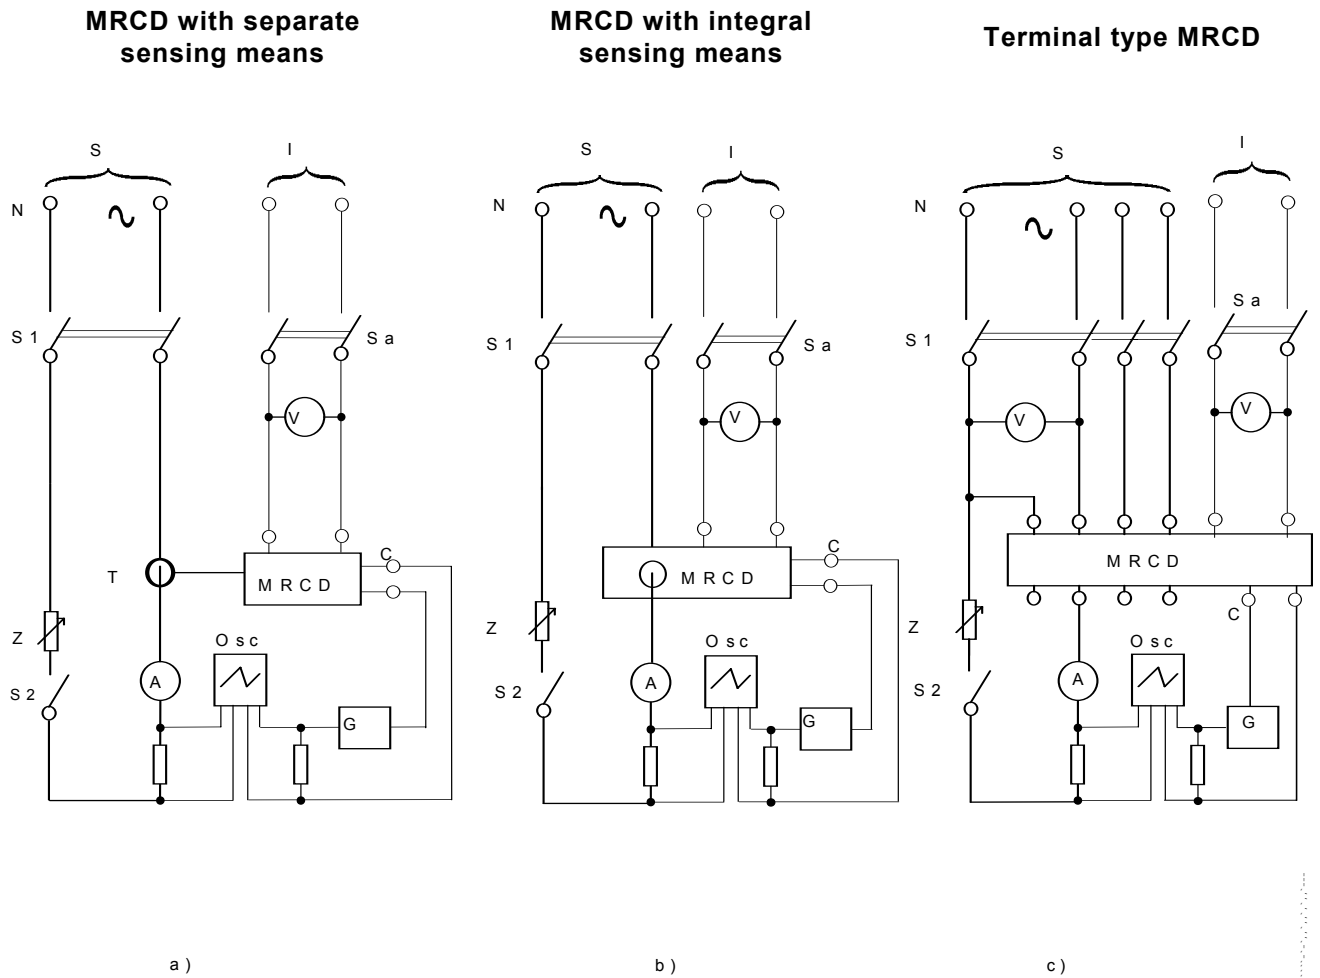 MRCD with separate
sensing means
MRCD with integral
sensing means
Terminal type MRCD
S
I
N
S 1
S a
V
T
C
M R C D
Z
O s c
S 2
A
G
a )
S
I
N
S 1
S a
V
C
M R C D
Z
O s c
S 2
A
G
b )
S
I
N
S a
S 1
V
V
M R C D
C
Z
O s c
S 2
A
G
c )